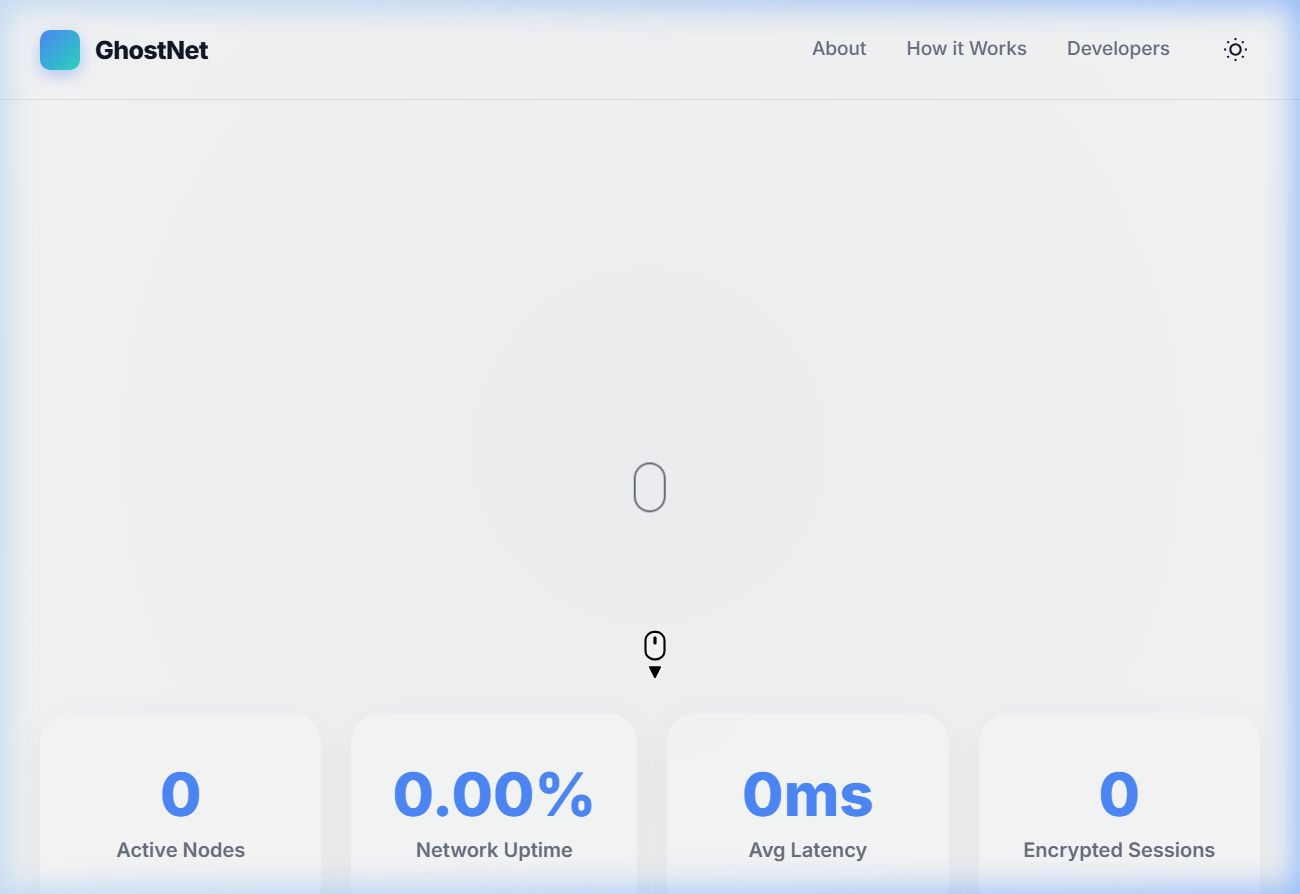 GhostNet
About How it Works Developers
0 0.00% 0ms 0
Active Nodes Network Uptime Avg Latency Encrypted Sessions